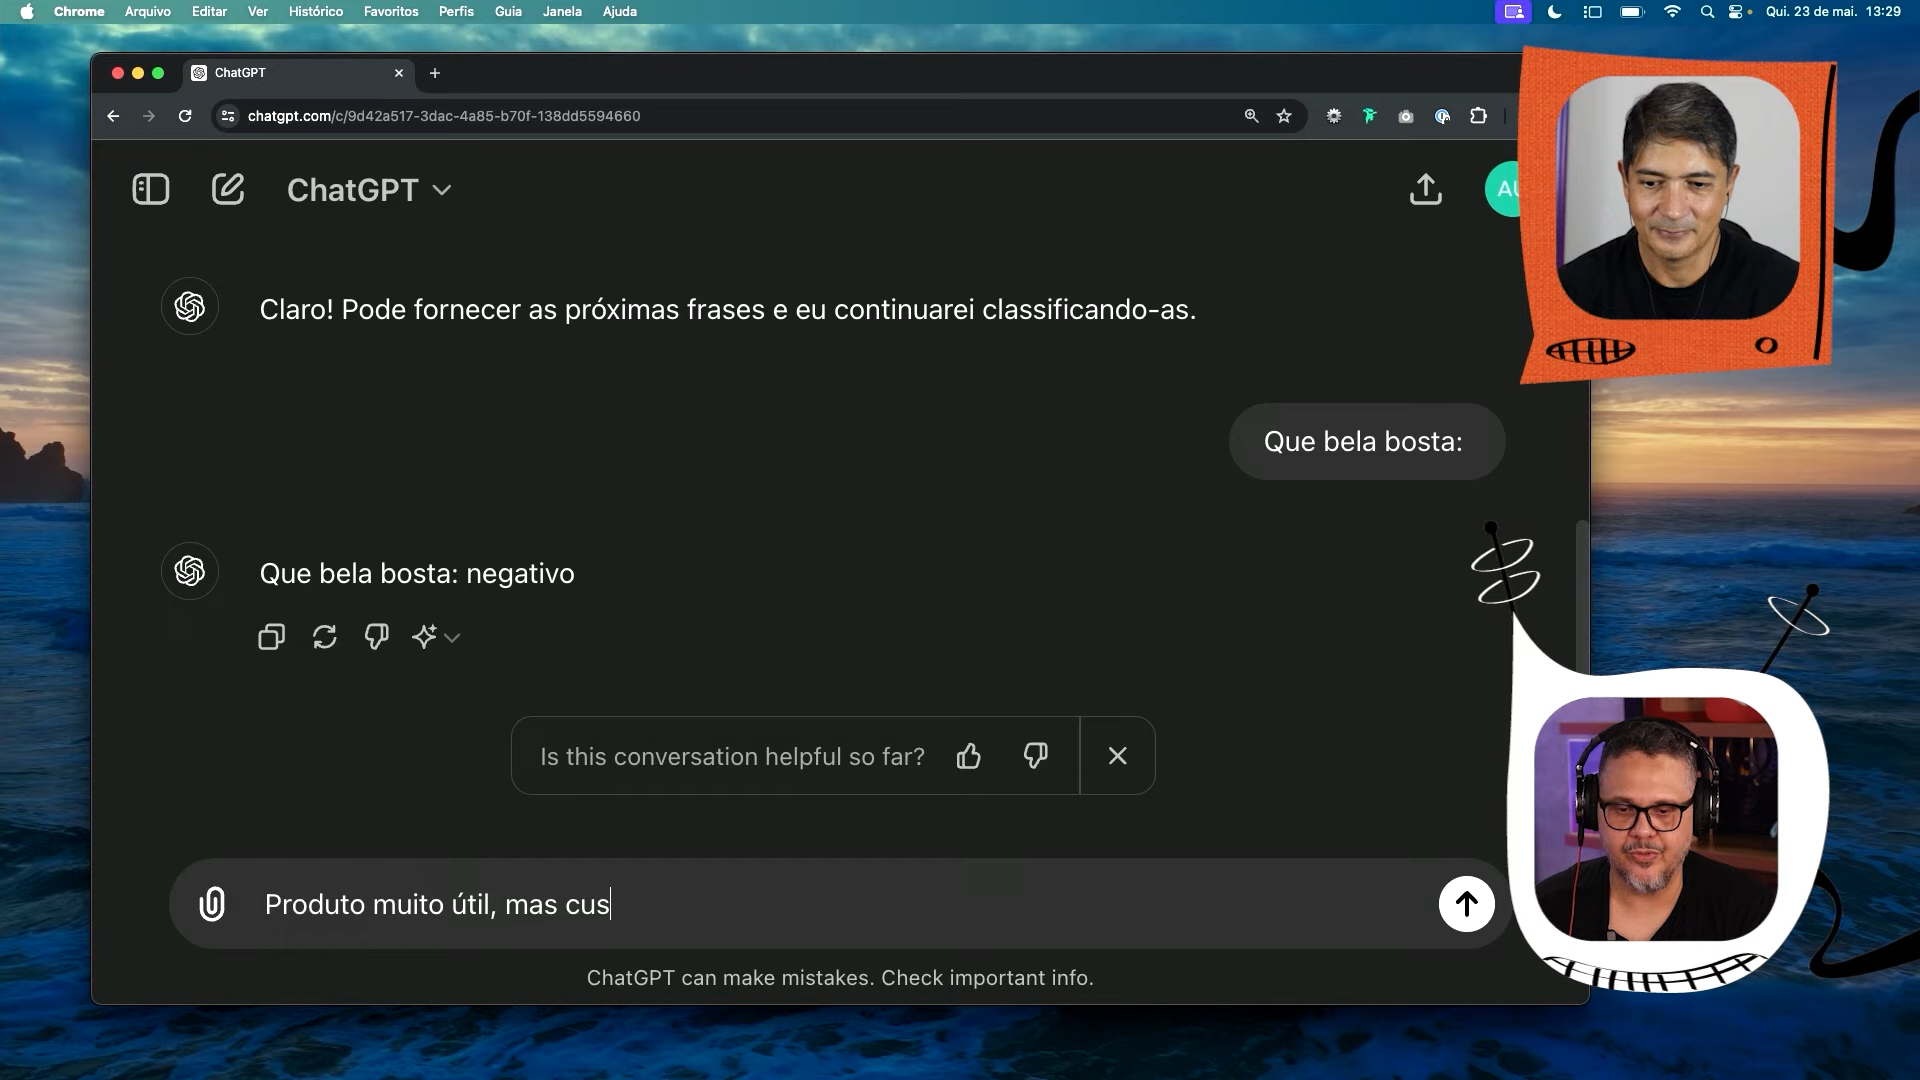 Chrome Arquivo Editar Ver Histórico Favoritos Perfis Guia Janela Ajuda
Qui. 23 de mai. 13:29
ChatGPT
chatgpt.com/c/9d42a517-3dac-4a85-b70f-138dd5594660
ChatGPT
Claro! Pode fornecer as próximas frases e eu continuarei classificando-as.
Que bela bosta:
Que bela bosta: negativo
Is this conversation helpful so far?
Produto muito útil, mas cus
ChatGPT can make mistakes. Check important info.